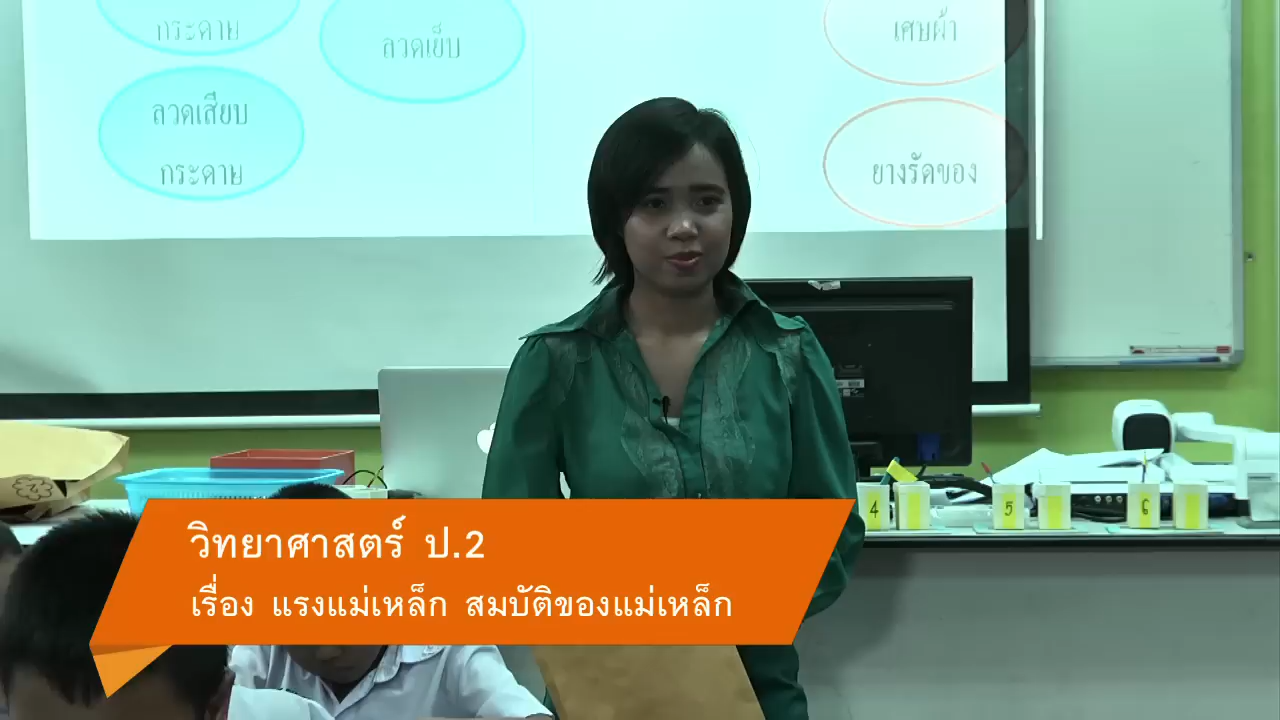 กระดาษ
ลวดเย็บ
เศษผ้า
ลวดเสียบ
กระดาษ
ยางรัดของ
4
5
6
วิทยาศาสตร์ ป.2
เรื่อง แรงแม่เหล็ก สมบัติของแม่เหล็ก